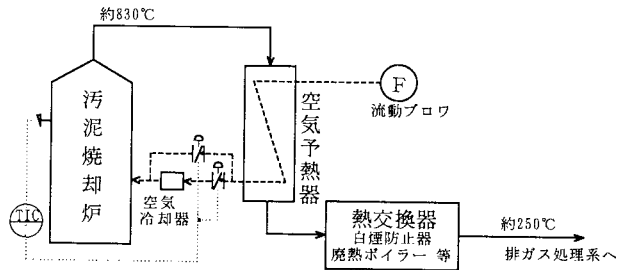 約830℃
汚泥焼却炉
空気予熱器
F
流動ブロワ
TIC
空気
冷却器
熱交換器
白煙防止器
廃熱ボイラー 等
約250℃
排ガス処理系へ